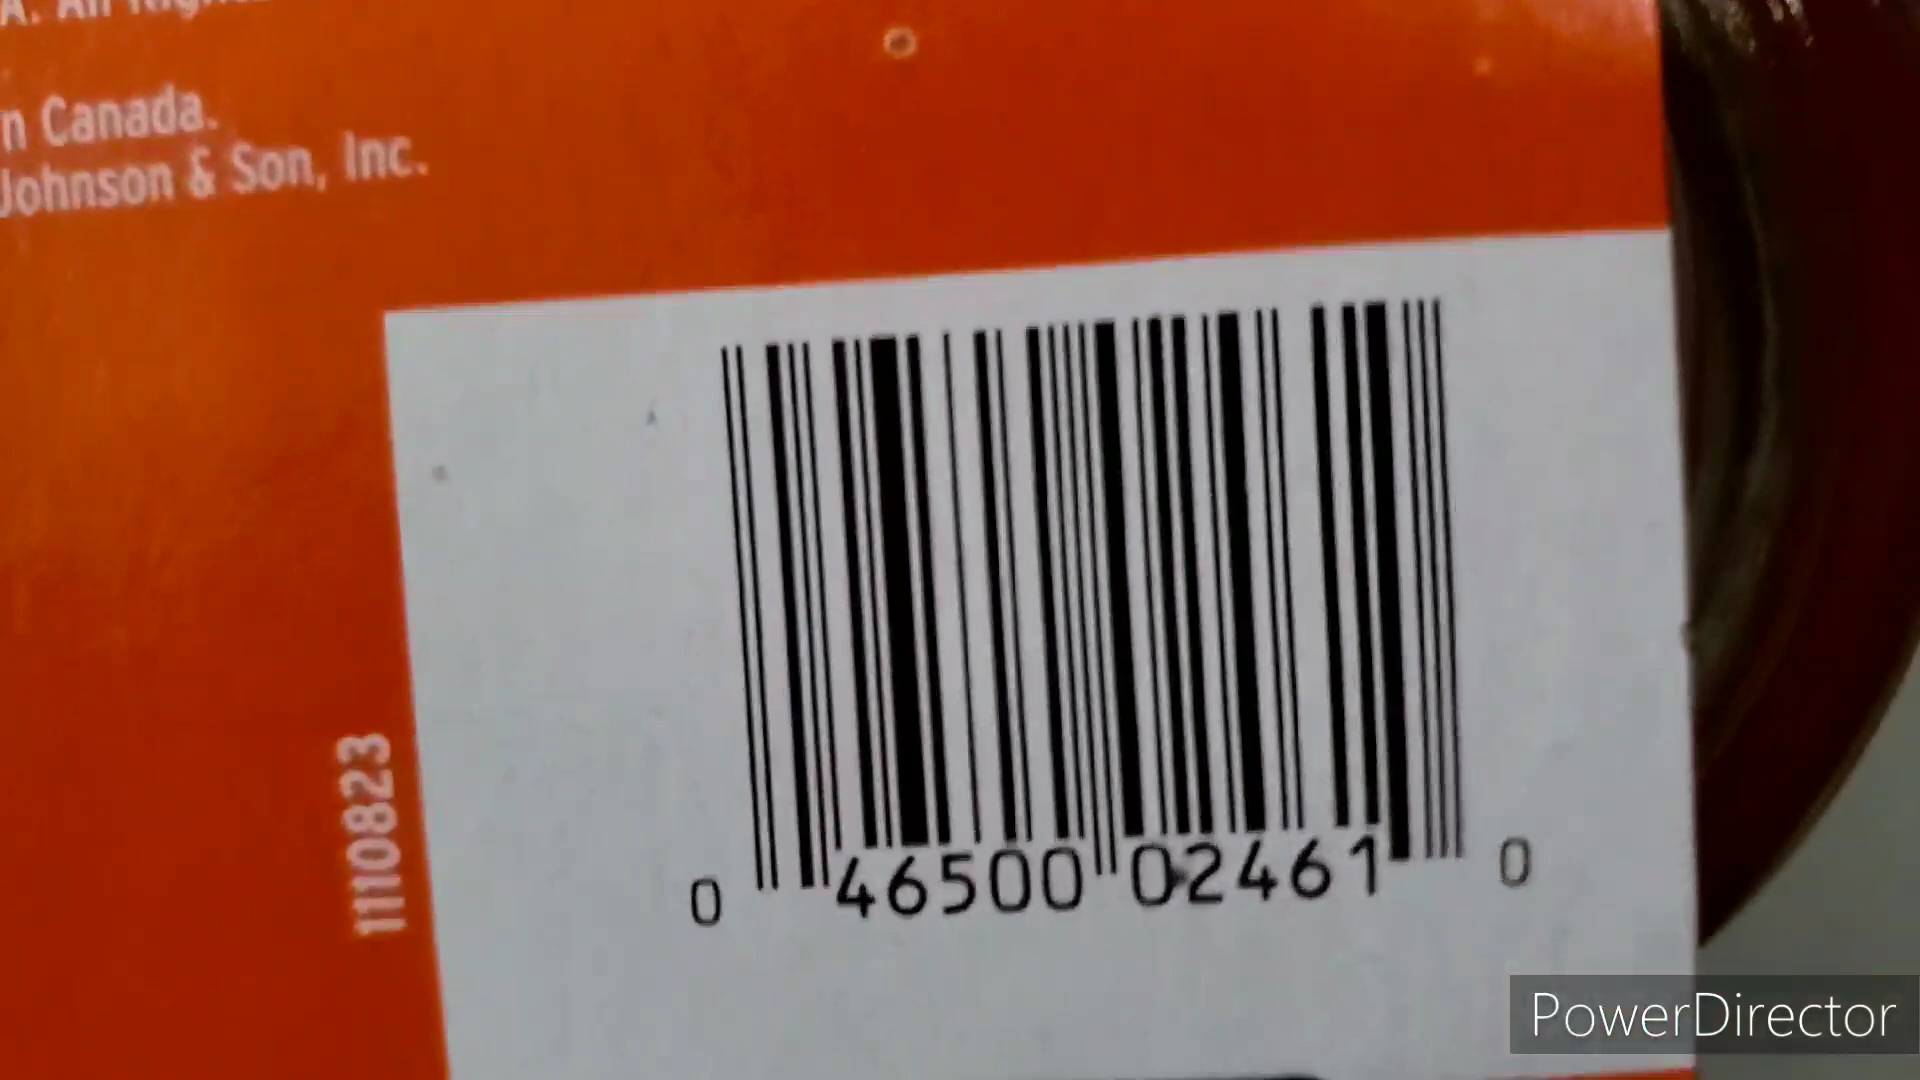 n Canada.
Johnson & Son, Inc.
1110823
0 46500 02461 0
PowerDirector